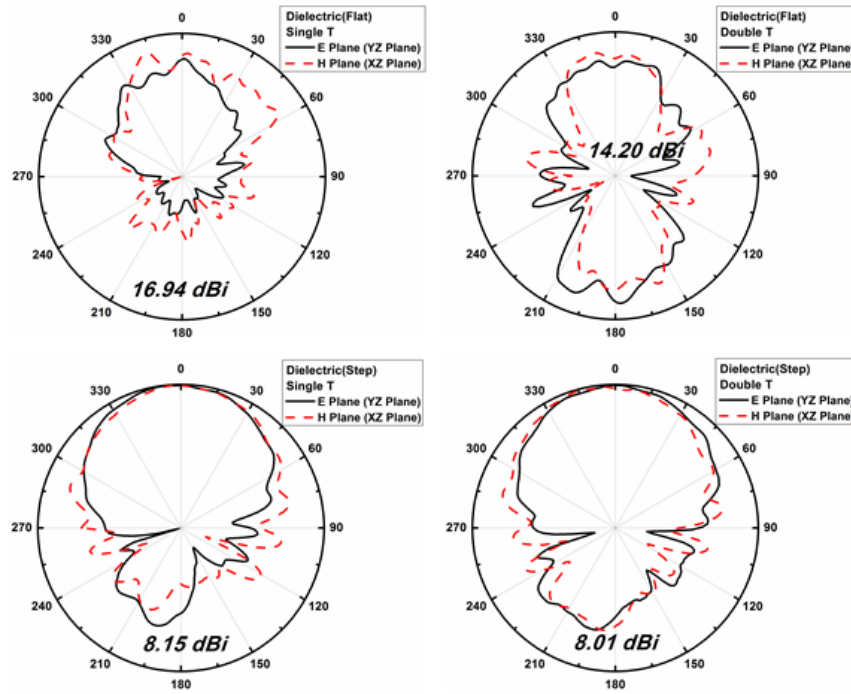 0
30
60
90
120
150
180
210
240
270
300
330
Dielectric(Flat)
Single T
E Plane (YZ Plane)
H Plane (XZ Plane)
16.94 dBi
0
30
60
90
120
150
180
210
240
270
300
330
Dielectric(Flat)
Double T
E Plane (YZ Plane)
H Plane (XZ Plane)
14.20 dBi
0
30
60
90
120
150
180
210
240
270
300
330
Dielectric(Step)
Single T
E Plane (YZ Plane)
H Plane (XZ Plane)
8.15 dBi
0
30
60
90
120
150
180
210
240
270
300
330
Dielectric(Step)
Double T
E Plane (YZ Plane)
H Plane (XZ Plane)
8.01 dBi